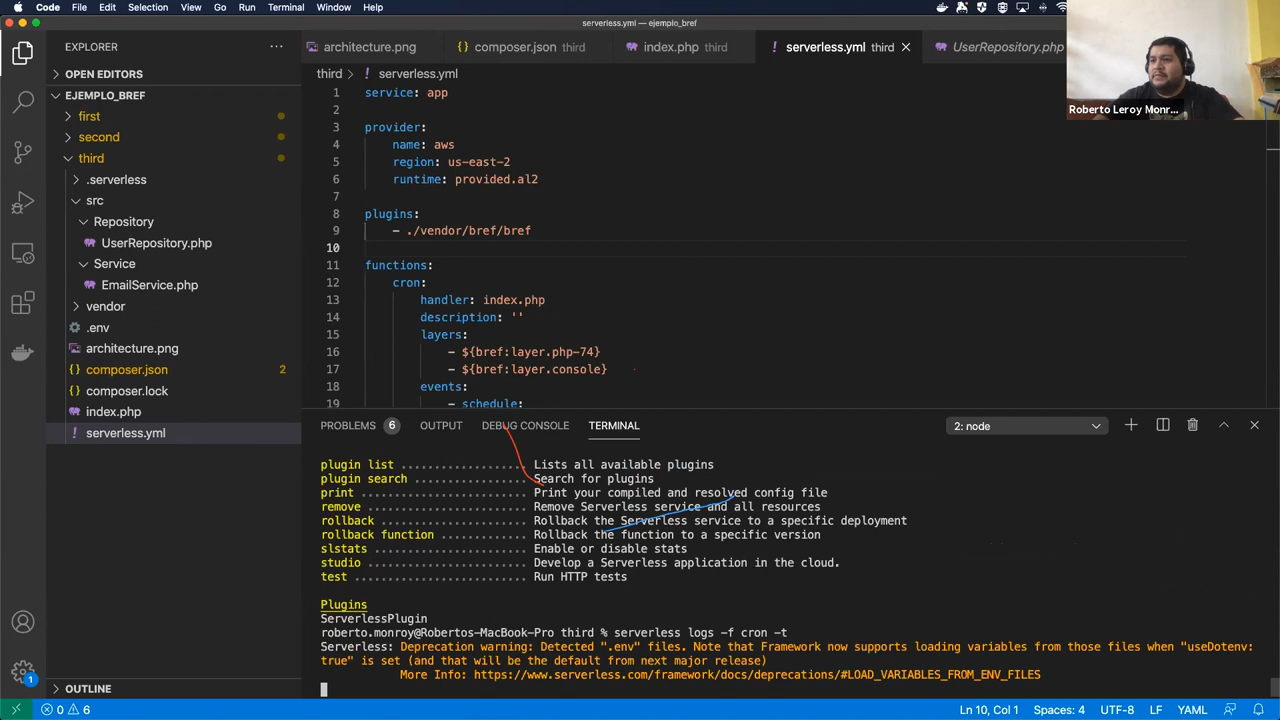 Code File Edit Selection View Go Run Terminal Window Help
serverless.yml — ejemplo_bref
EXPLORER
OPEN EDITORS
EJEMPLO_BREF
first
second
third
.serverless
src
Repository
UserRepository.php
Service
EmailService.php
vendor
.env
architecture.png
composer.json 2
composer.lock
index.php
serverless.yml
OUTLINE
architecture.png composer.json third index.php third serverless.yml third UserRepository.php
third serverless.yml
1 service: app
2
3 provider:
4 name: aws
5 region: us-east-2
6 runtime: provided.al2
7
8 plugins:
9 - ./vendor/bref/bref
10
11 functions:
12 cron:
13 handler: index.php
14 description: ''
15 layers:
16 - ${bref:layer.php-74}
17 - ${bref:layer.console}
18 events:
19 - schedule:
Roberto Leroy Monr...
PROBLEMS 6 OUTPUT DEBUG CONSOLE TERMINAL 2: node
plugin list .................... Lists all available plugins
plugin search .................. Search for plugins
print .......................... Print your compiled and resolved config file
remove ......................... Remove Serverless service and all resources
rollback ....................... Rollback the Serverless service to a specific deployment
rollback function .............. Rollback the function to a specific version
slstats ........................ Enable or disable stats
studio ......................... Develop a Serverless application in the cloud.
test ........................... Run HTTP tests
Plugins
ServerlessPlugin
roberto.monroy@Robertos-MacBook-Pro third % serverless logs -f cron -t
Serverless: Deprecation warning: Detected ".env" files. Note that Framework now supports loading variables from those files when "useDotenv:
true" is set (and that will be the default from next major release)
More Info: https://www.serverless.com/framework/docs/deprecations/#LOAD_VARIABLES_FROM_ENV_FILES
1
0 6 Ln 10, Col 1 Spaces: 4 UTF-8 LF YAML